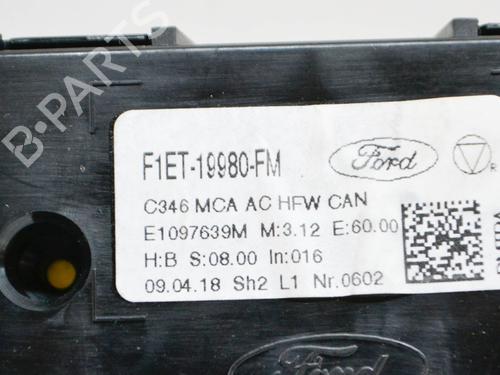 B-PARTS
F1ET-19980-FM
Ford
R
C346 MCA AC HFW CAN
E1097639M M:3.12 E:60.00
H:B S:08.00 In:016
09.04.18 Sh2 L1 Nr.0602
Ford